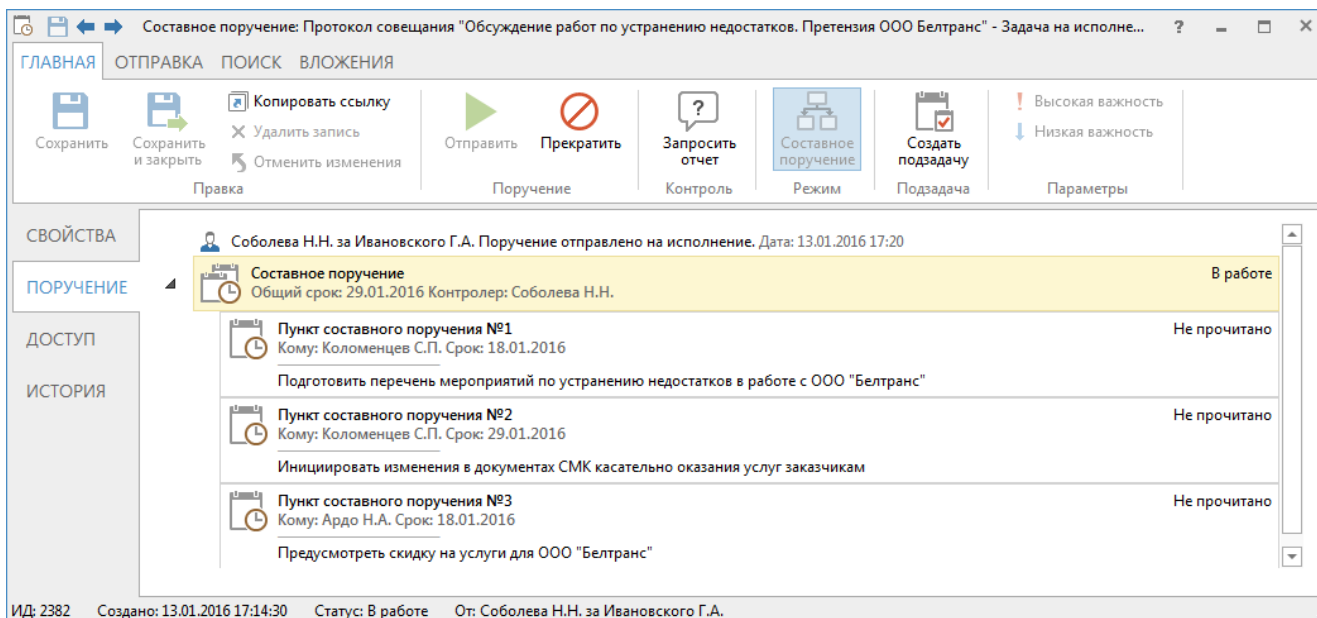 Составное поручение: Протокол совещания "Обсуждение работ по устранению недостатков. Претензия ООО Белтранс" - Задача на исполне...
ГЛАВНАЯ ОТПРАВКА ПОИСК ВЛОЖЕНИЯ
Сохранить
Сохранить
и закрыть
Копировать ссылку
Удалить запись
Отменить изменения
Правка
Отправить
Прекратить
Поручение
Запросить
отчет
Контроль
Составное
поручение
Режим
Создать
подзадачу
Подзадача
Высокая важность
Низкая важность
Параметры
СВОЙСТВА
ПОРУЧЕНИЕ
ДОСТУП
ИСТОРИЯ
Соболева Н.Н. за Ивановского Г.А. Поручение отправлено на исполнение. Дата: 13.01.2016 17:20
Составное поручение В работе
Общий срок: 29.01.2016 Контролер: Соболева Н.Н.
Пункт составного поручения №1 Не прочитано
Кому: Коломенцев С.П. Срок: 18.01.2016
Подготовить перечень мероприятий по устранению недостатков в работе с ООО "Белтранс"
Пункт составного поручения №2 Не прочитано
Кому: Коломенцев С.П. Срок: 29.01.2016
Инициировать изменения в документах СМК касательно оказания услуг заказчикам
Пункт составного поручения №3 Не прочитано
Кому: Ардо Н.А. Срок: 18.01.2016
Предусмотреть скидку на услуги для ООО "Белтранс"
ИД: 2382 Создано: 13.01.2016 17:14:30 Статус: В работе От: Соболева Н.Н. за Ивановского Г.А.